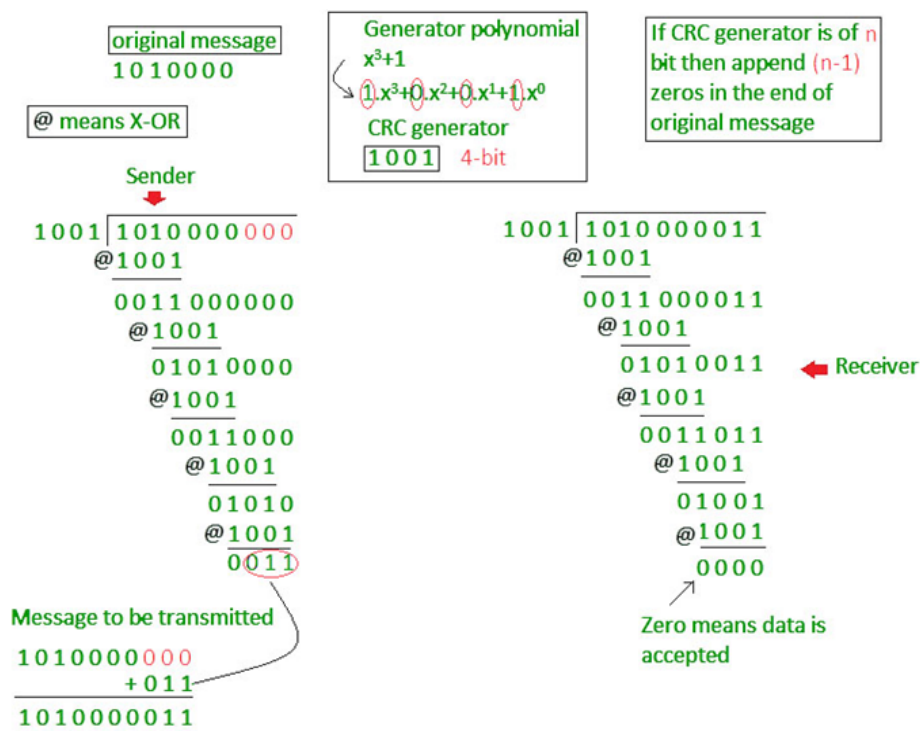 original message
1010000
@ means X-OR
Generator polynomial
x³+1
1.x³+0.x²+0.x¹+1.x⁰
CRC generator
1001 4-bit
If CRC generator is of n
bit then append (n-1)
zeros in the end of
original message
Sender
1001 1010000000
@1001
0011000000
@1001
01010000
@1001
0011000
@1001
01010
@1001
0011
Message to be transmitted
1010000000
+011
1010000011
1001 1010000011
@1001
0011000011
@1001
01010011
Receiver
@1001
0011011
@1001
01001
@1001
0000
Zero means data is
accepted